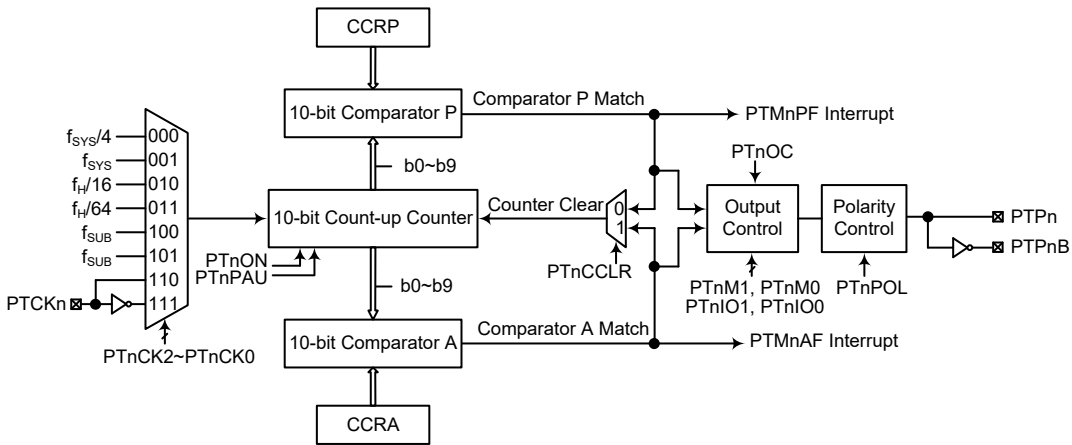 CCRP
10-bit Comparator P
Comparator P Match
PTMnPF Interrupt
fSYS/4
000
fSYS
001
fH/16
010
fH/64
011
fSUB
100
fSUB
101
110
111
PTCKn
PTnCK2~PTnCK0
b0~b9
10-bit Count-up Counter
PTnON
PTnPAU
Counter Clear
0
1
PTnCCLR
PTnOC
Output
Control
PTnM1, PTnM0
PTnIO1, PTnIO0
Polarity
Control
PTnPOL
PTPn
PTPnB
b0~b9
10-bit Comparator A
Comparator A Match
PTMnAF Interrupt
CCRA